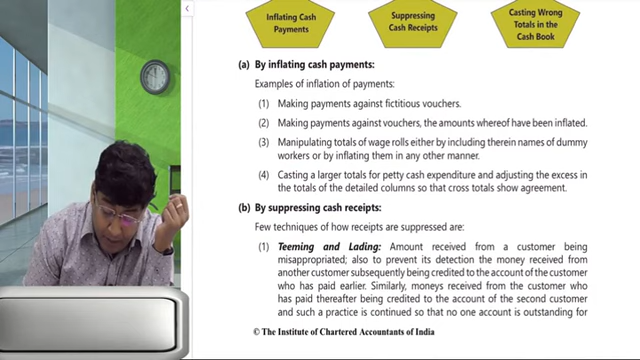 Inflating Cash
Payments
Suppressing
Cash Receipts
Casting Wrong
Totals in the
Cash Book
(a) By inflating cash payments:
Examples of inflation of payments:
(1) Making payments against fictitious vouchers.
(2) Making payments against vouchers, the amounts whereof have been inflated.
(3) Manipulating totals of wage rolls either by including therein names of dummy
workers or by inflating them in any other manner.
(4) Casting a larger totals for petty cash expenditure and adjusting the excess in
the totals of the detailed columns so that cross totals show agreement.
(b) By suppressing cash receipts:
Few techniques of how receipts are suppressed are:
(1) Teeming and Lading: Amount received from a customer being
misappropriated; also to prevent its detection the money received from
another customer subsequently being credited to the account of the customer
who has paid earlier. Similarly, moneys received from the customer who
has paid thereafter being credited to the account of the second customer
and such a practice is continued so that no one account is outstanding for
© The Institute of Chartered Accountants of India